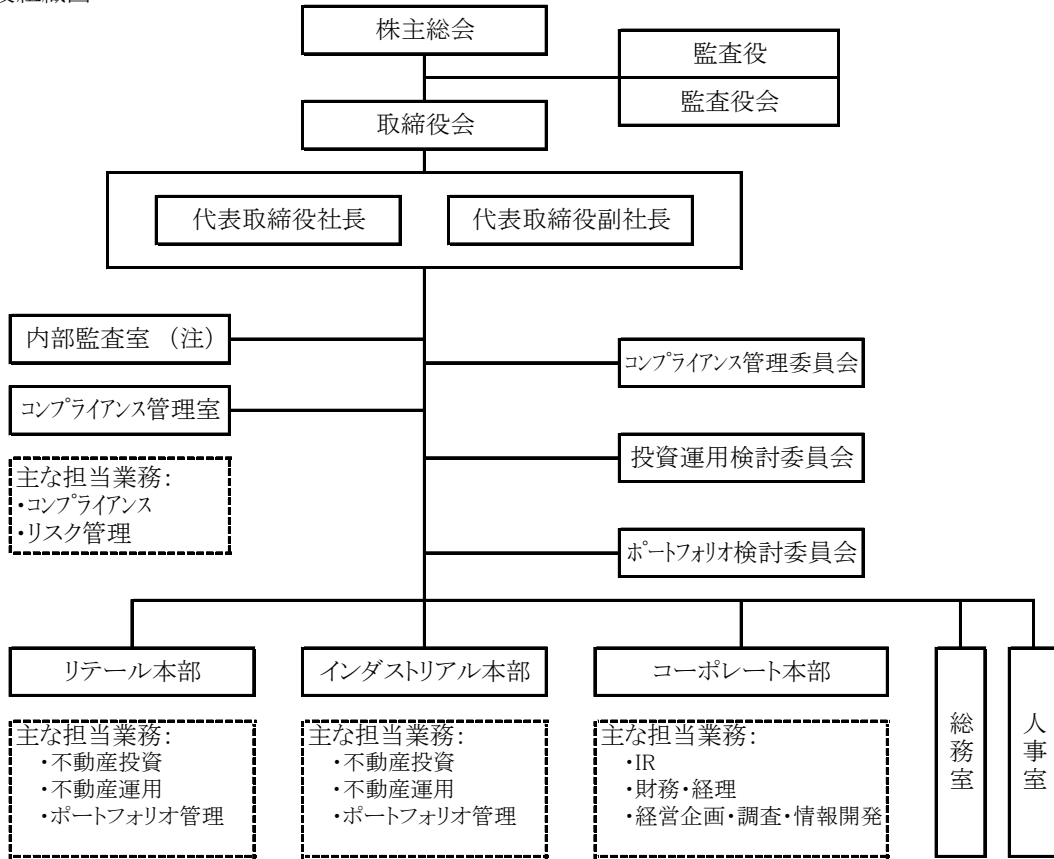 株主総会
監査役
監査役会
取締役会
代表取締役社長
代表取締役副社長
内部監査室 (注)
コンプライアンス管理委員会
コンプライアンス管理室
投資運用検討委員会
主な担当業務:
・コンプライアンス
・リスク管理
ポートフォリオ検討委員会
リテール本部
インダストリアル本部
コーポレート本部
総務室
人事室
主な担当業務:
・不動産投資
・不動産運用
・ポートフォリオ管理
主な担当業務:
・不動産投資
・不動産運用
・ポートフォリオ管理
主な担当業務:
・IR
・財務・経理
・経営企画・調査・情報開発